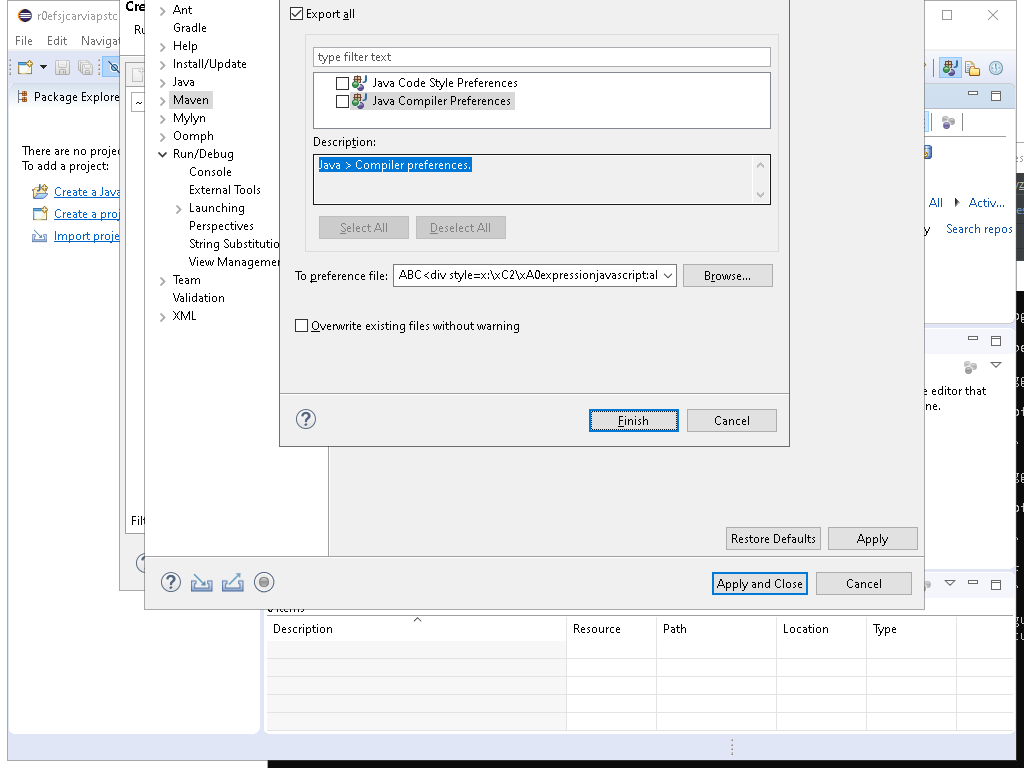 r0efsjcarviapstc
Cre
File Edit Naviga
Ru
Package Explore
There are no proje
To add a project:
Create a Java
Create a proj
Import proje
~
Filt
Ant
Gradle
Help
Install/Update
Java
Maven
Mylyn
Oomph
Run/Debug
Console
External Tools
Launching
Perspectives
String Substitutio
View Managemen
Team
Validation
XML
Export all
type filter text
Java Code Style Preferences
Java Compiler Preferences
Description:
Java > Compiler preferences.
Select All
Deselect All
To preference file:
ABC<div style=x:\xC2\xA0expressionjavascript:al
Browse...
Overwrite existing files without warning
Finish
Cancel
Restore Defaults
Apply
Apply and Close
Cancel
All
Activ...
y
Search repos
e editor that
ne.
Description
Resource
Path
Location
Type